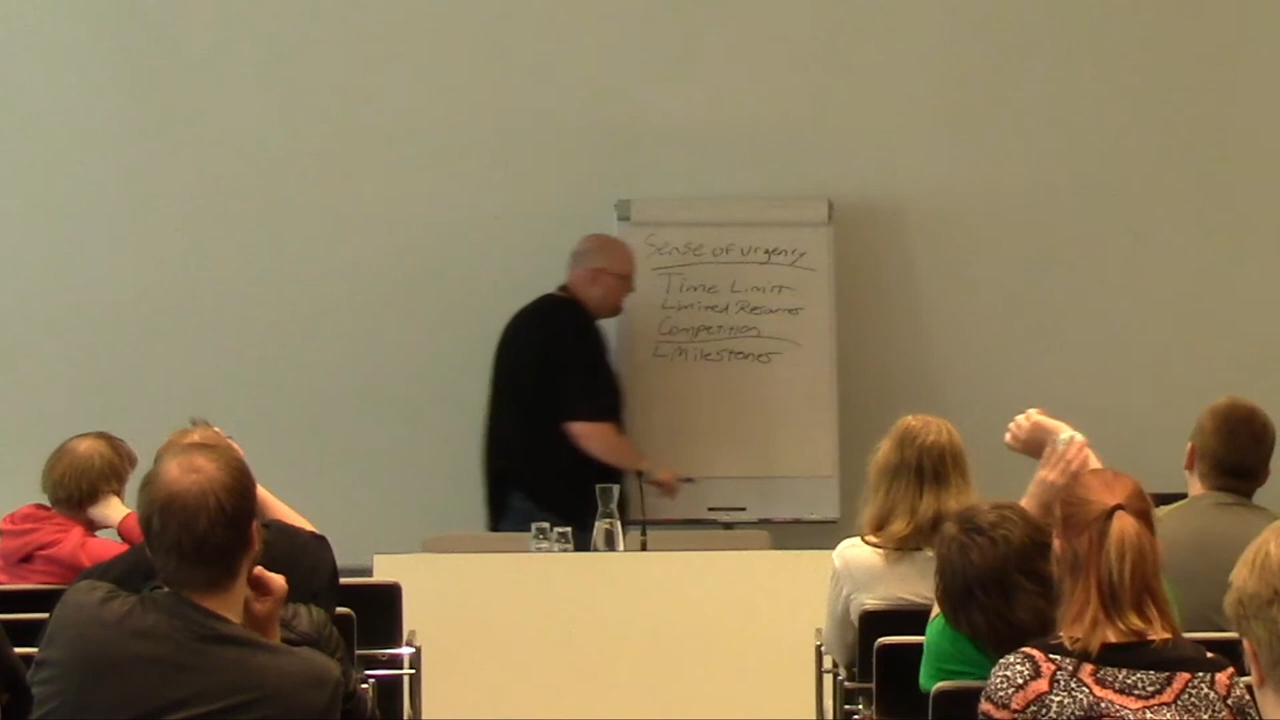 Sense of urgency
Time Limit
Limited Resources
Competition
Milestones